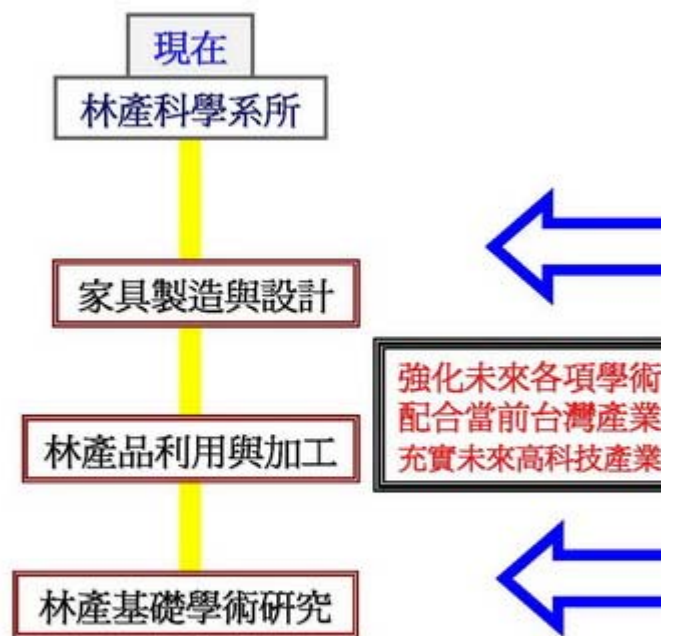 現在
林產科學系所
家具製造與設計
強化未來各項學術
配合當前台灣產業
充實未來高科技產業
林產品利用與加工
林產基礎學術研究